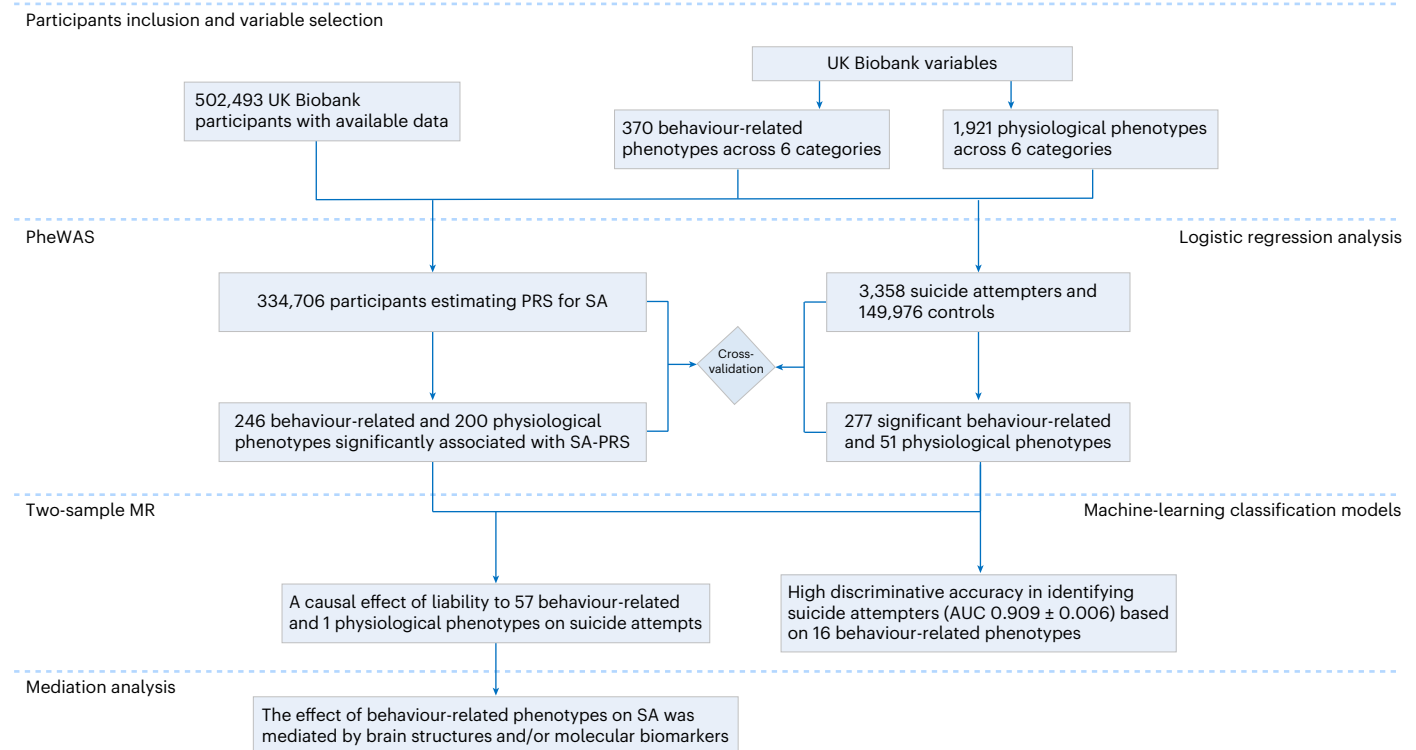 Participants inclusion and variable selection
UK Biobank variables
502,493 UK Biobank
participants with available data
370 behaviour-related
phenotypes across 6 categories
1,921 physiological phenotypes
across 6 categories
PheWAS
Logistic regression analysis
334,706 participants estimating PRS for SA
3,358 suicide attempters and
149,976 controls
Cross-
validation
246 behaviour-related and 200 physiological
phenotypes significantly associated with SA-PRS
277 significant behaviour-related
and 51 physiological phenotypes
Two-sample MR
Machine-learning classification models
A causal effect of liability to 57 behaviour-related
and 1 physiological phenotypes on suicide attempts
High discriminative accuracy in identifying
suicide attempters (AUC 0.909 ± 0.006) based
on 16 behaviour-related phenotypes
Mediation analysis
The effect of behaviour-related phenotypes on SA was
mediated by brain structures and/or molecular biomarkers